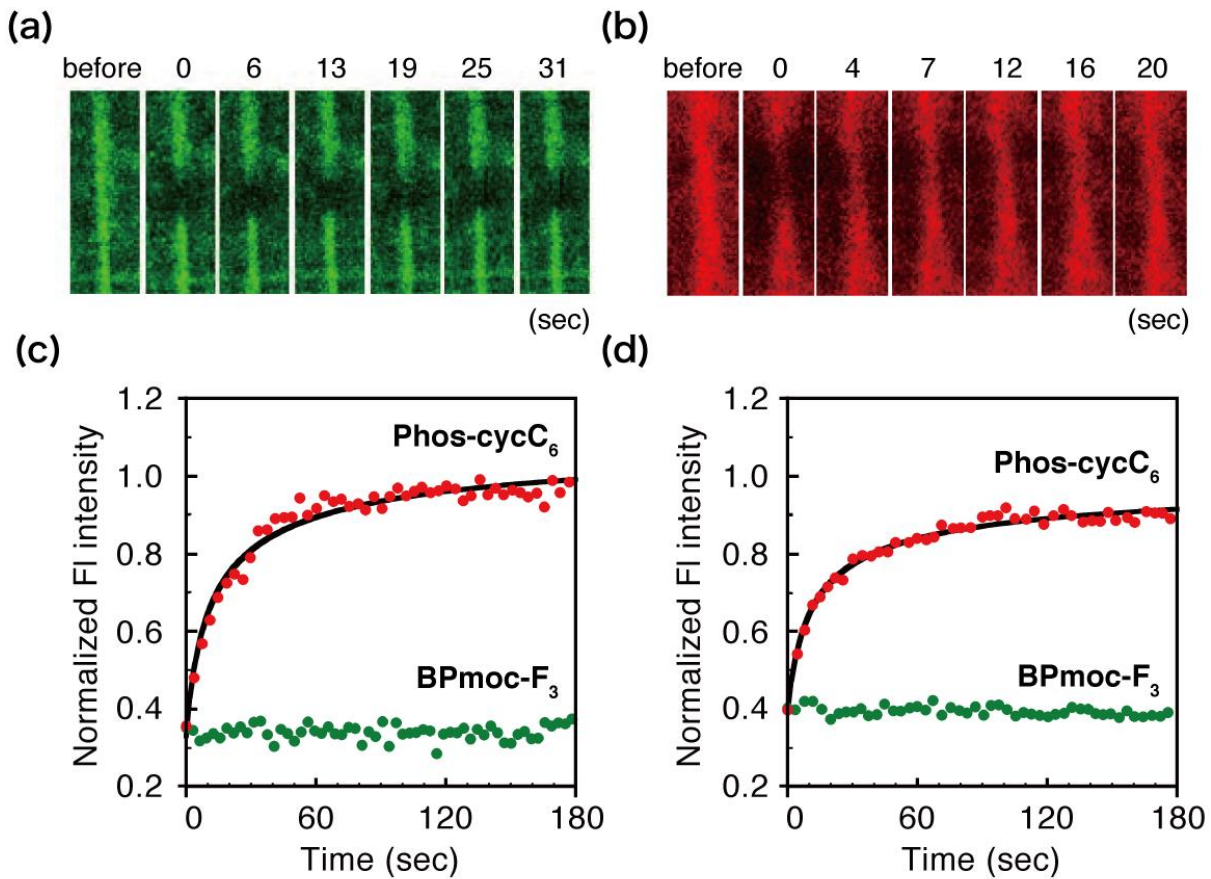 (a)
before 0 6 13 19 25 31
(sec)
(b)
before 0 4 7 12 16 20
(sec)
(c)
Normalized FI intensity
1.2
1.0
0.8
0.6
0.4
0.2
Phos-cycC6
BPmoc-F3
0 60 120 180
Time (sec)
(d)
Normalized FI intensity
1.2
1.0
0.8
0.6
0.4
0.2
Phos-cycC6
BPmoc-F3
0 60 120 180
Time (sec)